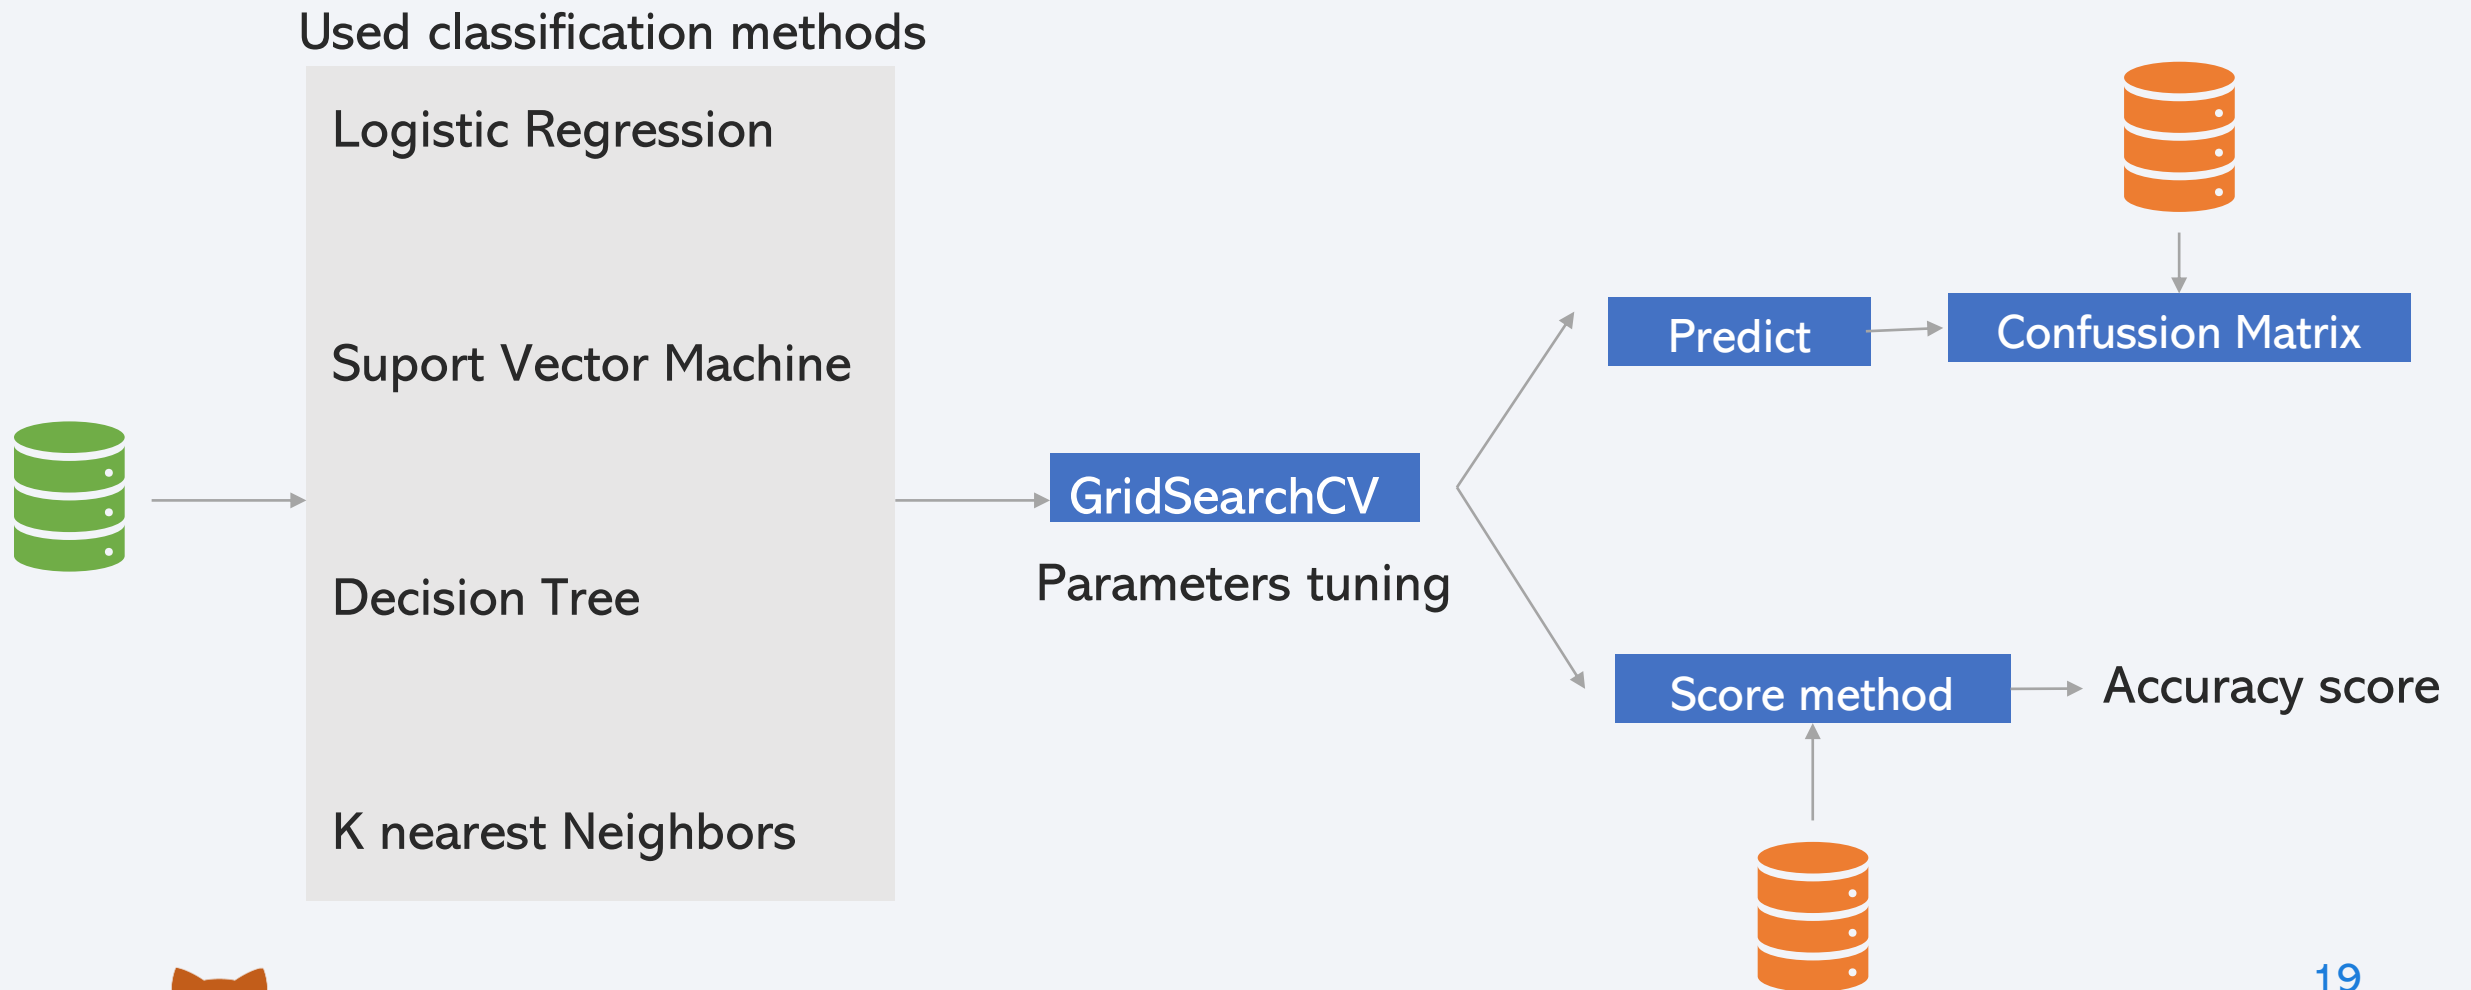 Used classification methods
Logistic Regression
Suport Vector Machine
Decision Tree
K nearest Neighbors
GridSearchCV
Parameters tuning
Predict
Confussion Matrix
Score method
Accuracy score
19